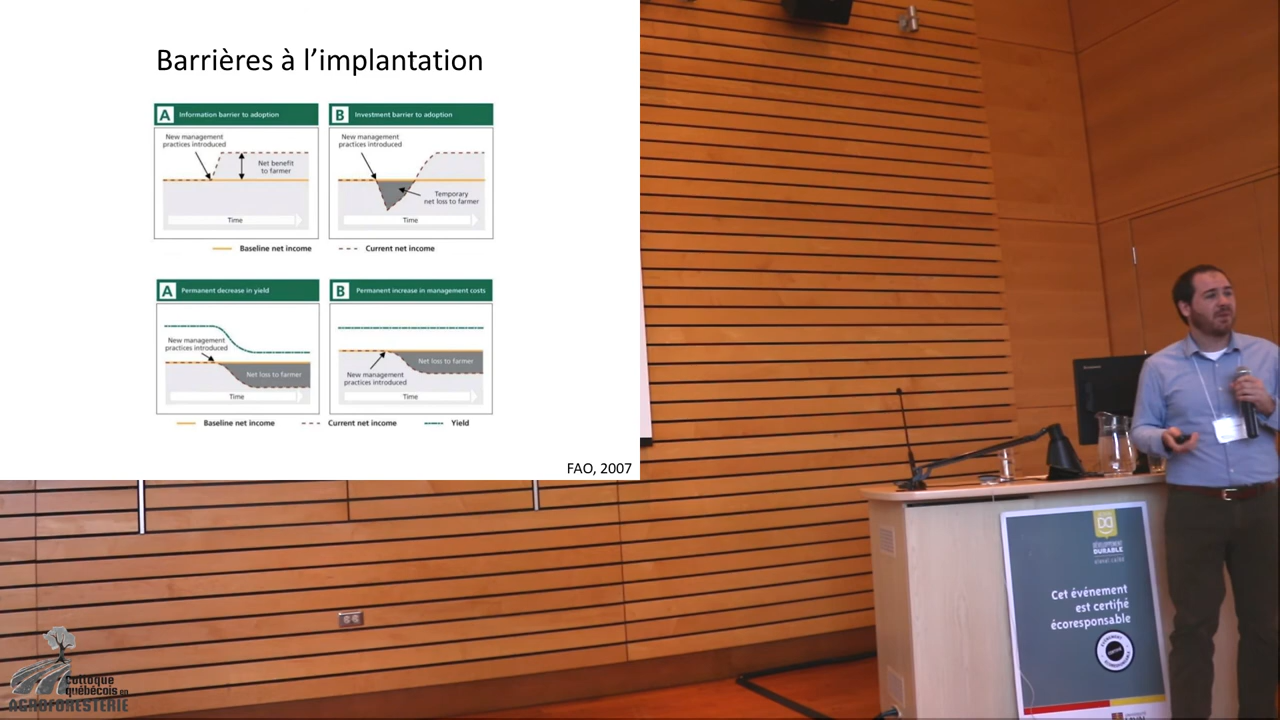 Barrières à l'implantation
A Information barrier to adoption
New management
practices introduced
Net benefit
to farmer
Time
B Investment barrier to adoption
New management
practices introduced
Temporary
net loss to farmer
Time
Baseline net income
Current net income
A Permanent decrease in yield
New management
practices introduced
Net loss to farmer
Time
B Permanent increase in management costs
Net loss to farmer
New management
practices introduced
Time
Baseline net income
Current net income
Yield
FAO, 2007
DÉVELOPPEMENT
DURABLE
Cet événement
est certifié
écoresponsable
Colloque
québécois en
AGROFORESTERIE